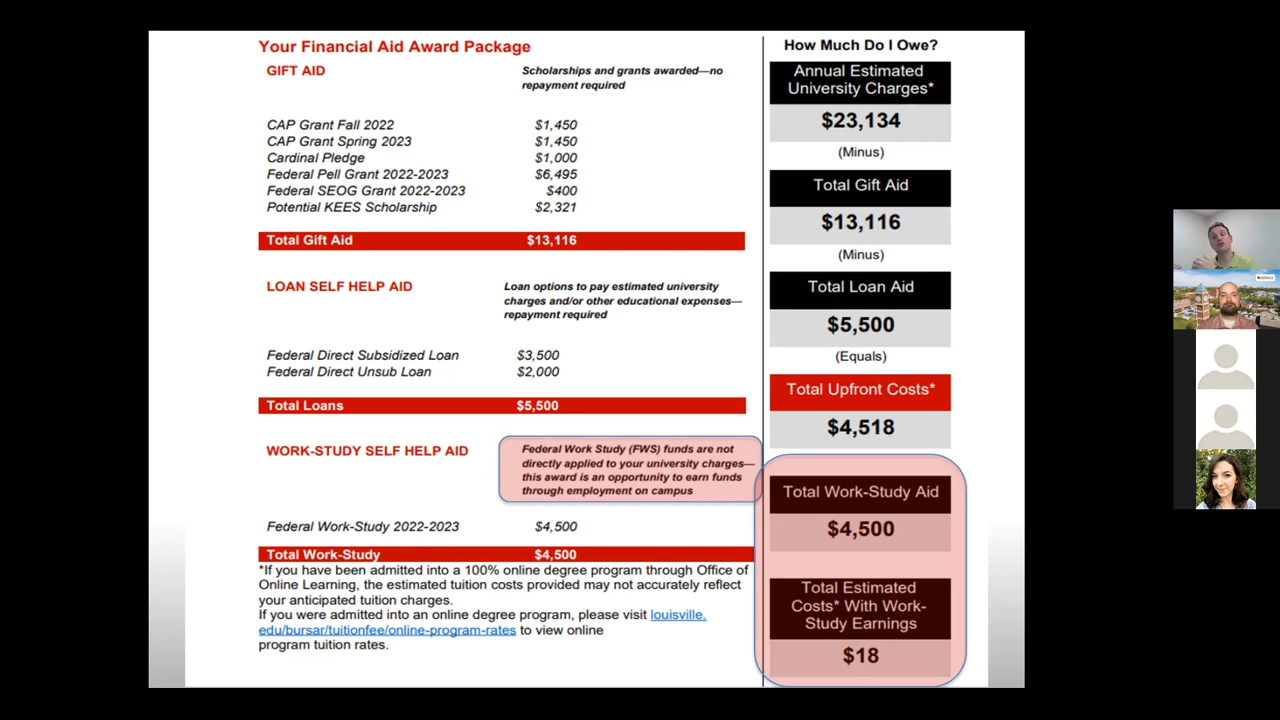 Your Financial Aid Award Package
GIFT AID
Scholarships and grants awarded—no
repayment required
CAP Grant Fall 2022 $1,450
CAP Grant Spring 2023 $1,450
Cardinal Pledge $1,000
Federal Pell Grant 2022-2023 $6,495
Federal SEOG Grant 2022-2023 $400
Potential KEES Scholarship $2,321
Total Gift Aid $13,116
LOAN SELF HELP AID
Loan options to pay estimated university
charges and/or other educational expenses—
repayment required
Federal Direct Subsidized Loan $3,500
Federal Direct Unsub Loan $2,000
Total Loans $5,500
WORK-STUDY SELF HELP AID
Federal Work Study (FWS) funds are not
directly applied to your university charges—
this award is an opportunity to earn funds
through employment on campus
Federal Work-Study 2022-2023 $4,500
Total Work-Study $4,500
*If you have been admitted into a 100% online degree program through Office of
Online Learning, the estimated tuition costs provided may not accurately reflect
your anticipated tuition charges.
If you were admitted into an online degree program, please visit louisville.
edu/bursar/tuitionfee/online-program-rates to view online
program tuition rates.
How Much Do I Owe?
Annual Estimated
University Charges*
$23,134
(Minus)
Total Gift Aid
$13,116
(Minus)
Total Loan Aid
$5,500
(Equals)
Total Upfront Costs*
$4,518
Total Work-Study Aid
$4,500
Total Estimated
Costs* With Work-
Study Earnings
$18